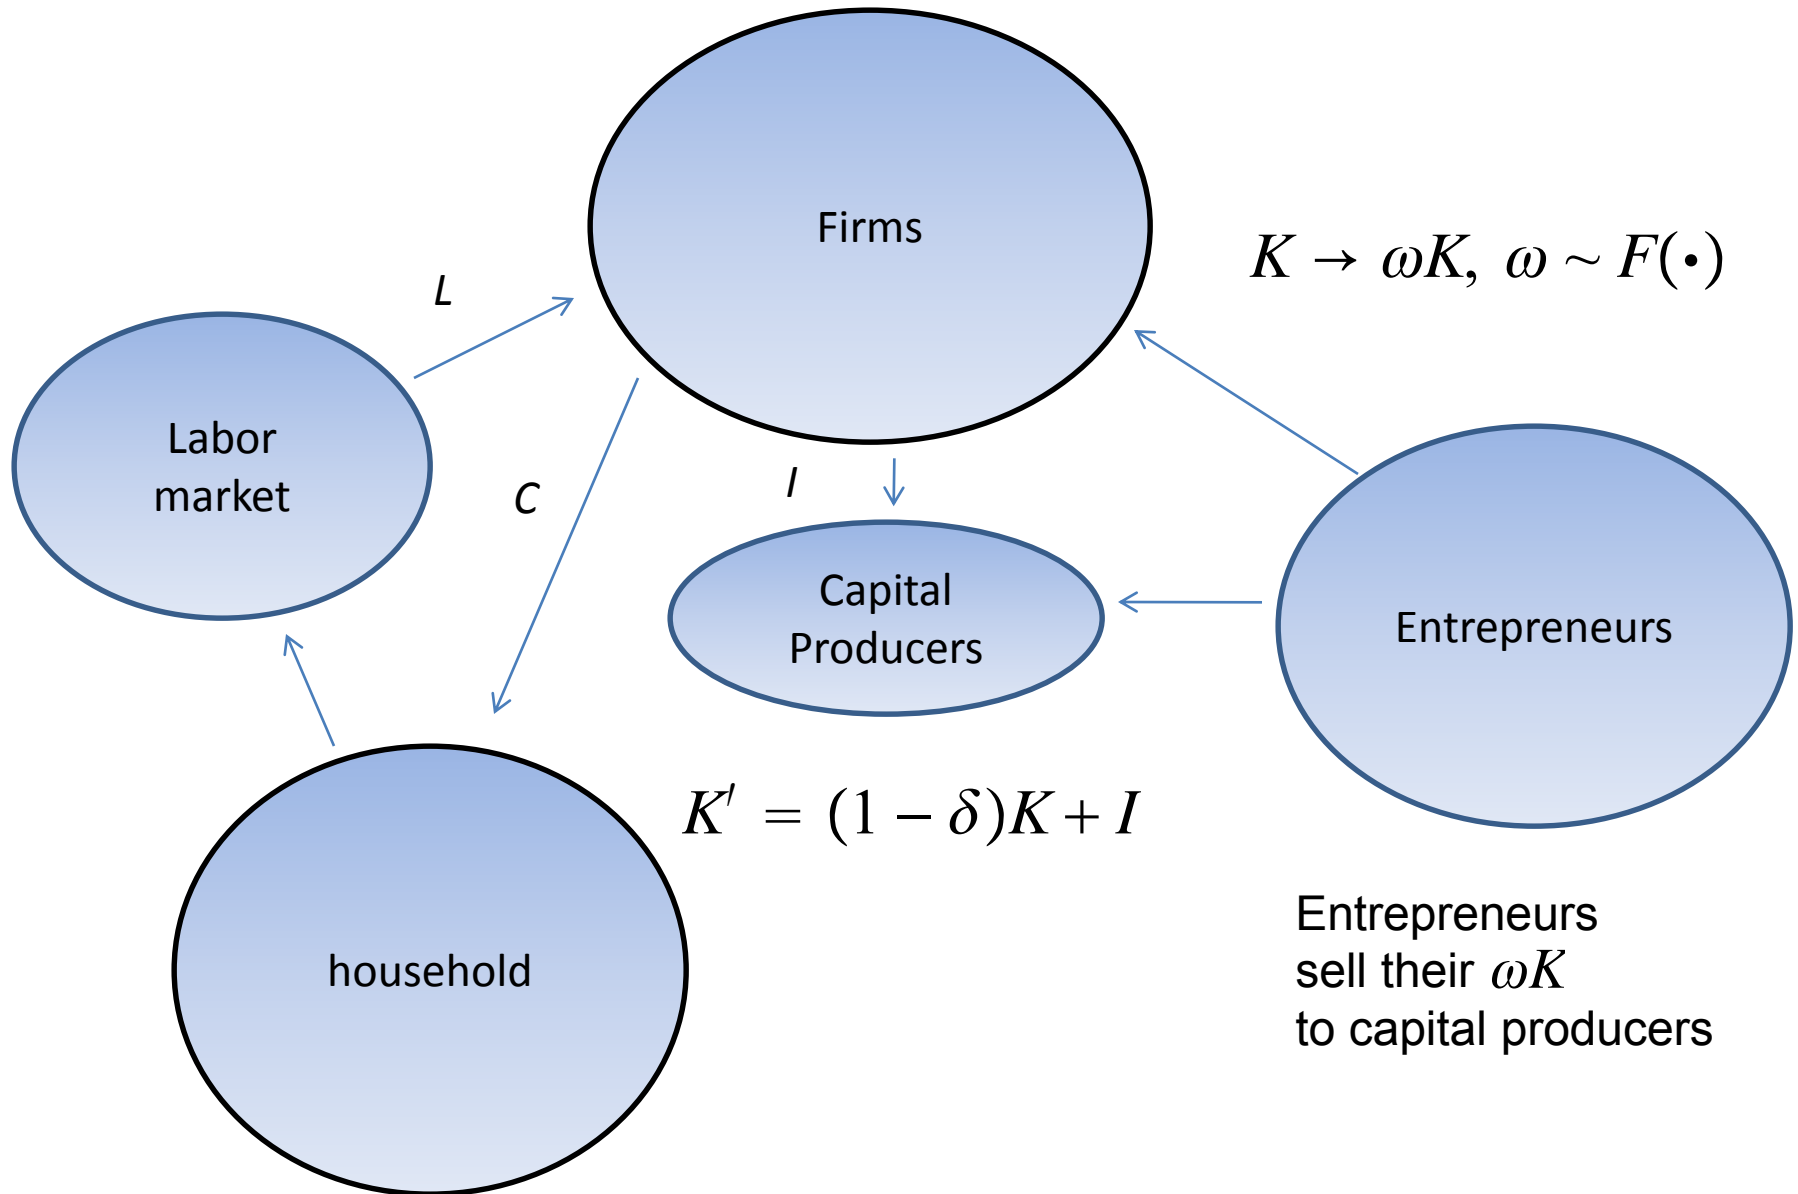 Firms
K → ωK, ω ~ F(·)
L
Labor
market
C
I
Capital
Producers
Entrepreneurs
K′ = (1 − δ)K + I
household
Entrepreneurs
sell their ωK
to capital producers